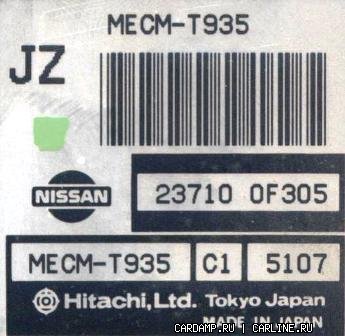 MECM-T935
JZ
NISSAN
23710 0F305
MECM-T935 C1 5107
Hitachi,Ltd. Tokyo Japan
MADE IN JAPAN
CARDAMP.RU | CARLINE.RU